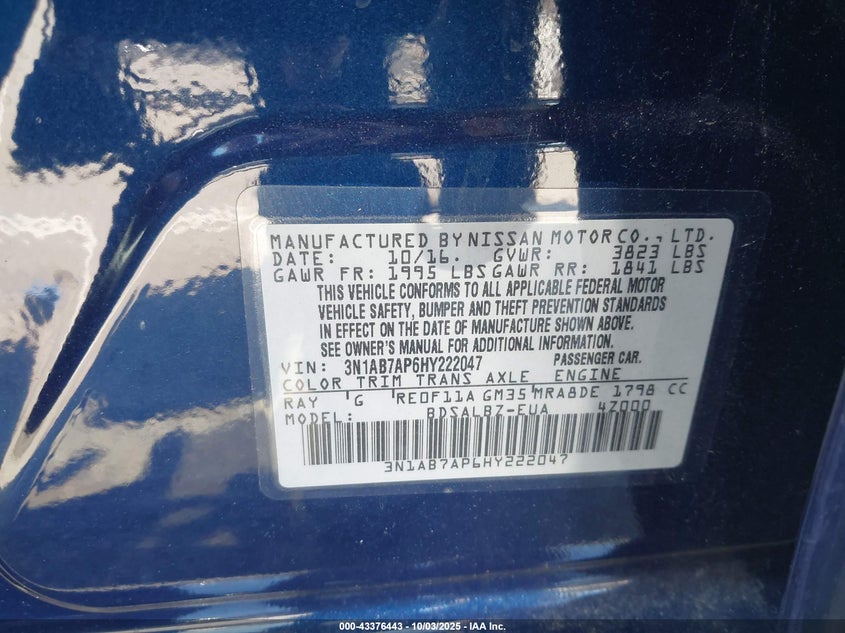 MANUFACTURED BY NISSAN MOTOR CO., LTD.
DATE: 10/16. GVWR: 3823 LBS
GAWR FR: 1995 LBS GAWR RR: 1841 LBS
THIS VEHICLE CONFORMS TO ALL APPLICABLE FEDERAL MOTOR
VEHICLE SAFETY, BUMPER AND THEFT PREVENTION STANDARDS
IN EFFECT ON THE DATE OF MANUFACTURE SHOWN ABOVE.
SEE OWNER'S MANUAL FOR ADDITIONAL INFORMATION.
VIN: 3N1AB7AP6HY222047 PASSENGER CAR.
COLOR TRIM TRANS AXLE ENGINE
RAY 'G 'RE0F11A GM35'MRA8DE 1798 CC
MODEL: BDSALBZ-EUA 4Z000
3N1AB7AP6HY222047
000-43376443 - 10/03/2025 - IAA Inc.